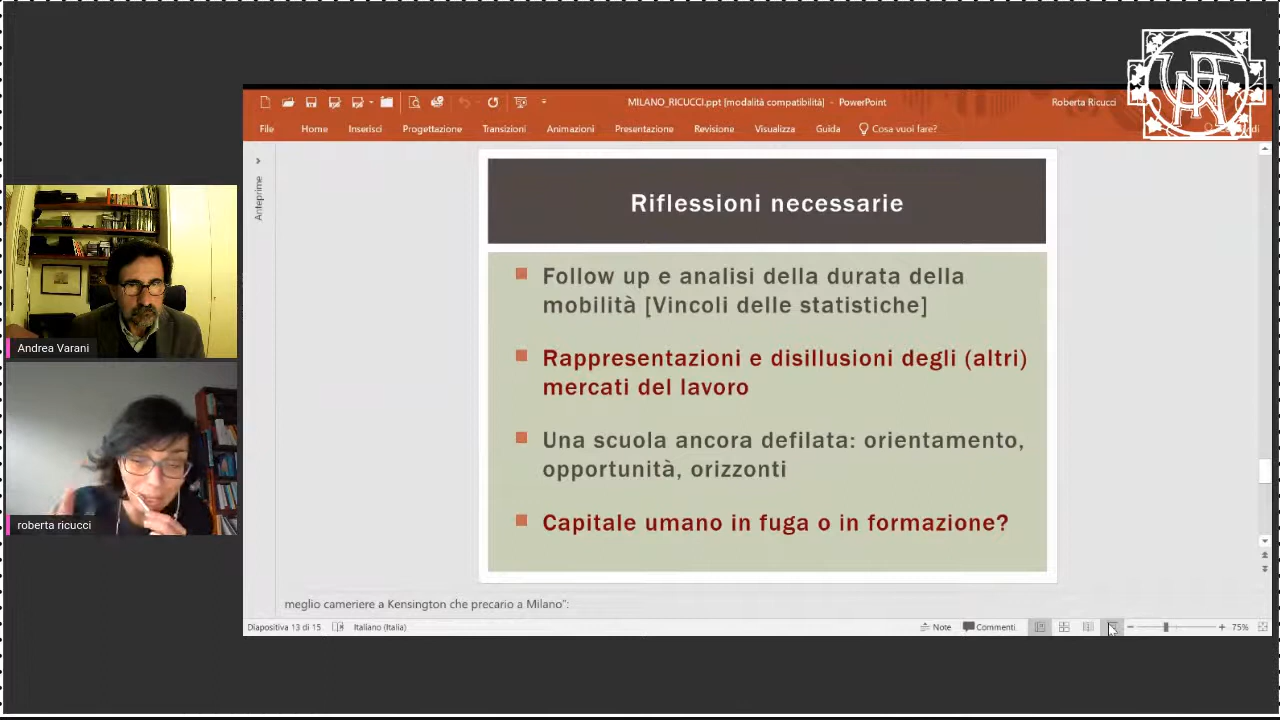 MILANO_RICUCCI.ppt [modalità compatibilità] - PowerPoint
Roberta Ricucci
File Home Inserisci Progettazione Transizioni Animazioni Presentazione Revisione Visualizza Guida Cosa vuoi fare?
Anteprime
Riflessioni necessarie
Follow up e analisi della durata della
mobilità [Vincoli delle statistiche]
Rappresentazioni e disillusioni degli (altri)
mercati del lavoro
Una scuola ancora defilata: orientamento,
opportunità, orizzonti
Capitale umano in fuga o in formazione?
Andrea Varani
roberta ricucci
meglio cameriere a Kensington che precario a Milano":
Diapositiva 13 di 15 Italiano (Italia) Note Commenti 75%